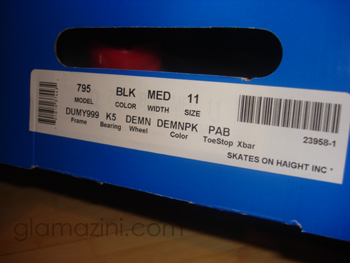 795 BLK MED 11
MODEL COLOR WIDTH SIZE
DUMY999 K5 DEMN DEMNPK PAB
Frame Bearing Wheel Color ToeStop Xbar
23958-1
SKATES ON HAIGHT INC -
glamazini.com